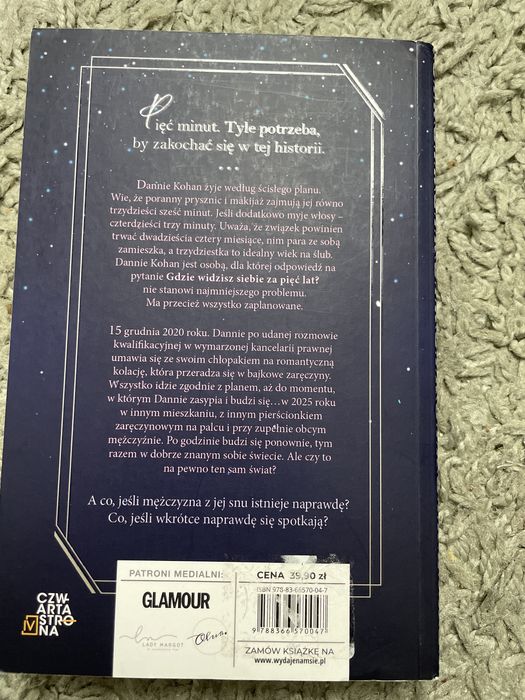 Pięć minut. Tyle potrzeba,
by zakochać się w tej historii.
•••
Dannie Kohan żyje według ścisłego planu.
Wie, że poranny prysznic i makijaż zajmują jej równo
trzydzieści sześć minut. Jeśli dodatkowo myje włosy –
czterdzieści trzy minuty. Uważa, że związek powinien
trwać dwadzieścia cztery miesiące, nim para ze sobą
zamieszka, a trzydziestka to idealny wiek na ślub.
Dannie Kohan jest osobą, dla której odpowiedź na
pytanie Gdzie widzisz siebie za pięć lat?
nie stanowi najmniejszego problemu.
Ma przecież wszystko zaplanowane.
15 grudnia 2020 roku. Dannie po udanej rozmowie
kwalifikacyjnej w wymarzonej kancelarii prawnej
umawia się ze swoim chłopakiem na romantyczną
kolację, która przeradza się w bajkowe zaręczyny.
Wszystko idzie zgodnie z planem, aż do momentu,
w którym Dannie zasypia i budzi się…w 2025 roku
w innym mieszkaniu, z innym pierścionkiem
zaręczynowym na palcu i przy zupełnie obcym
mężczyźnie. Po godzinie budzi się ponownie, tym
razem w dobrze znanym sobie świecie. Ale czy to
na pewno ten sam świat?
A co, jeśli mężczyzna z jej snu istnieje naprawdę?
Co, jeśli wkrótce naprawdę się spotkają?
CZW
ARTA
STRO
NA
PATRONI MEDIALNI:
GLAMOUR
LADY MARGOT
CENA 39,90 zł
ISBN 978-83-66570-04-7
9 788366 570047
ZAMÓW KSIĄŻKĘ NA
www.wydajenamsie.pl